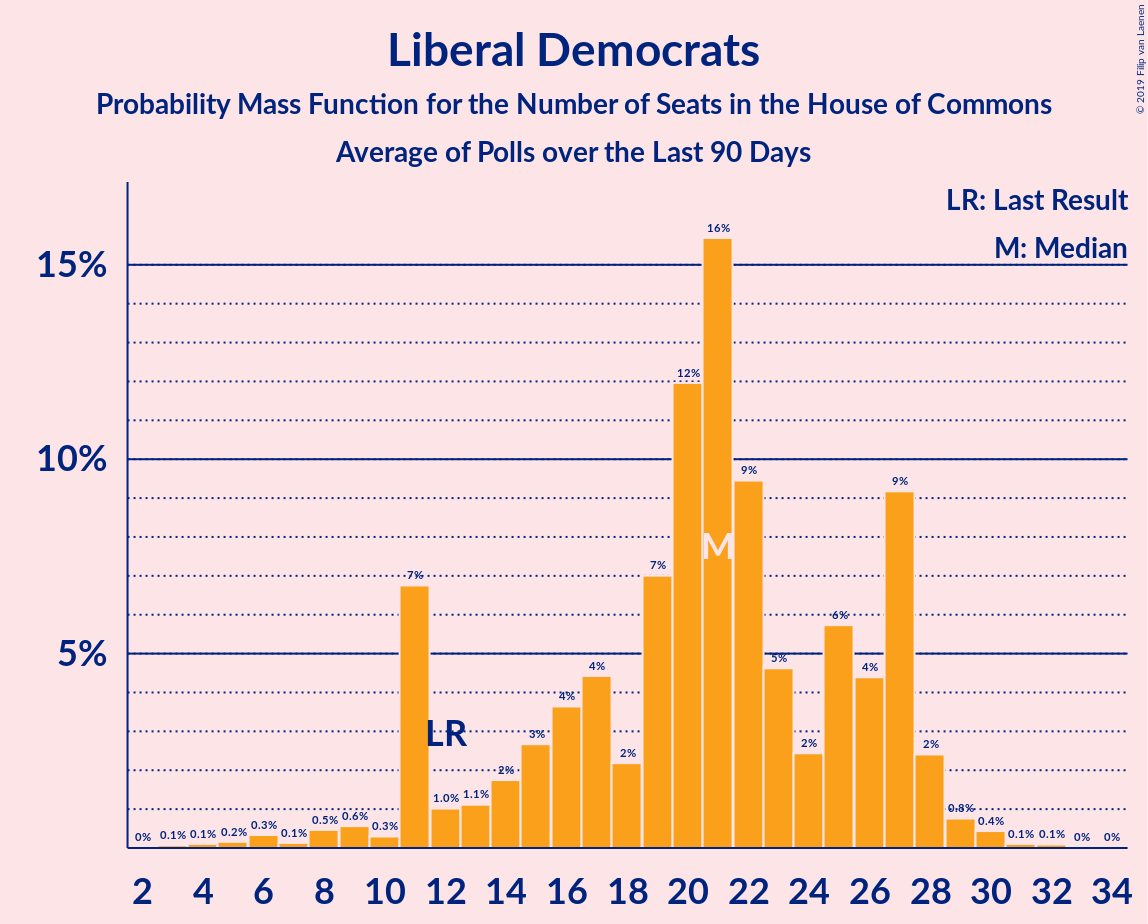 Liberal Democrats
Probability Mass Function for the Number of Seats in the House of Commons
Average of Polls over the Last 90 Days
© 2019 Filip van Laenen
LR: Last Result
M: Median
15%
10%
5%
0% 0.1% 0.1% 0.2% 0.3% 0.1% 0.5% 0.6% 0.3% 7% 1.0% 1.1% 2% 3% 4% 4% 2% 7% 12% 16% 9% 5% 2% 6% 4% 9% 2% 0.8% 0.4% 0.1% 0.1% 0% 0%
LR
M
2 4 6 8 10 12 14 16 18 20 22 24 26 28 30 32 34